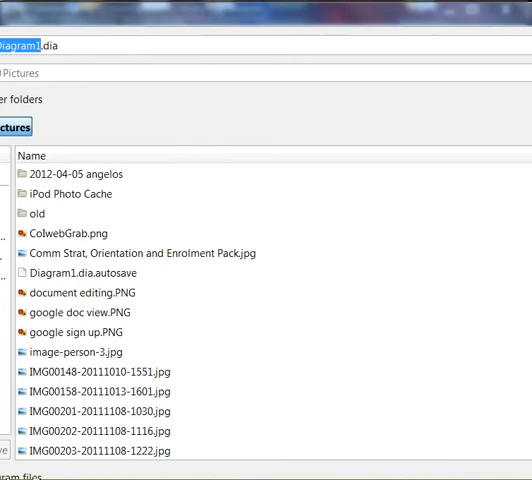 Diagram1.dia
Pictures
er folders
ctures
Name
2012-04-05 angelos
iPod Photo Cache
old
ColwebGrab.png
Comm Strat, Orientation and Enrolment Pack.jpg
Diagram1.dia.autosave
document editing.PNG
google doc view.PNG
google sign up.PNG
image-person-3.jpg
IMG00148-20111010-1551.jpg
IMG00158-20111013-1601.jpg
IMG00201-20111108-1030.jpg
IMG00202-20111108-1116.jpg
IMG00203-20111108-1222.jpg
ve
gram files